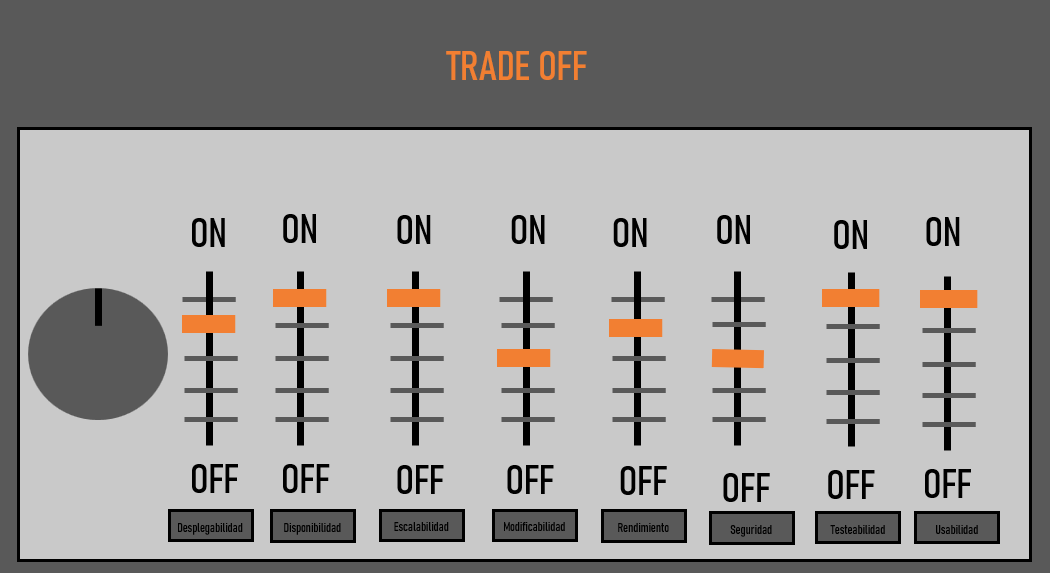 TRADE OFF
ON ON ON ON ON ON ON ON
OFF OFF OFF OFF OFF OFF OFF OFF
Desplegabilidad Disponibilidad Escalabilidad Modificabilidad Rendimiento Seguridad Testeabilidad Usabilidad